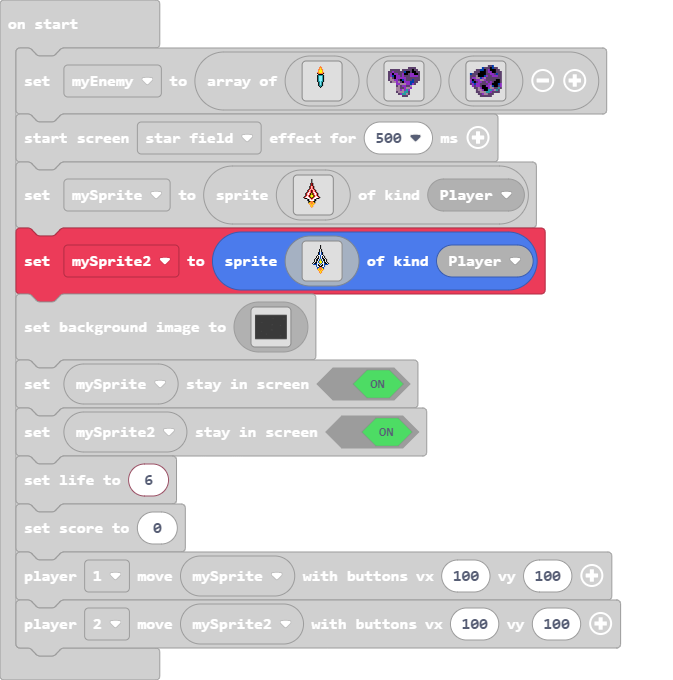 on start
set myEnemy to array of
start screen star field effect for 500 ms
set mySprite to sprite of kind Player
set mySprite2 to sprite of kind Player
set background image to
set mySprite stay in screen ON
set mySprite2 stay in screen ON
set life to 6
set score to 0
player 1 move mySprite with buttons vx 100 vy 100
player 2 move mySprite2 with buttons vx 100 vy 100